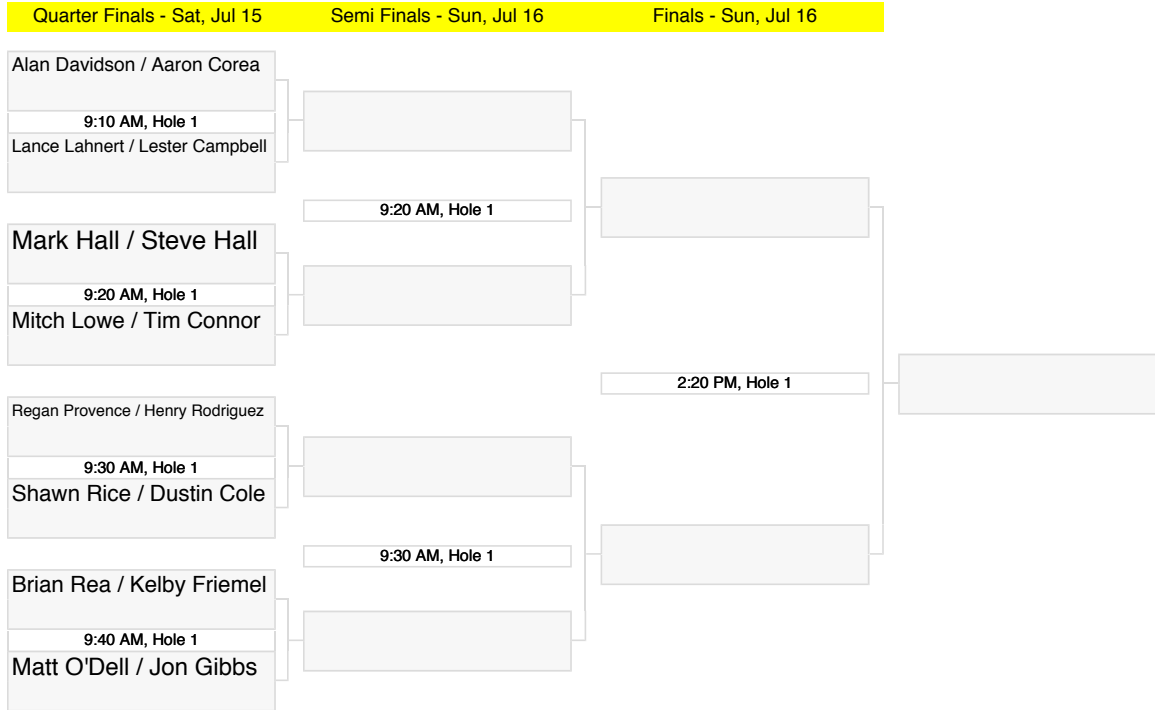 Quarter Finals - Sat, Jul 15
Semi Finals - Sun, Jul 16
Finals - Sun, Jul 16
Alan Davidson / Aaron Corea
9:10 AM, Hole 1
Lance Lahnert / Lester Campbell
9:20 AM, Hole 1
Mark Hall / Steve Hall
9:20 AM, Hole 1
Mitch Lowe / Tim Connor
2:20 PM, Hole 1
Regan Provence / Henry Rodriguez
9:30 AM, Hole 1
Shawn Rice / Dustin Cole
9:30 AM, Hole 1
Brian Rea / Kelby Friemel
9:40 AM, Hole 1
Matt O'Dell / Jon Gibbs